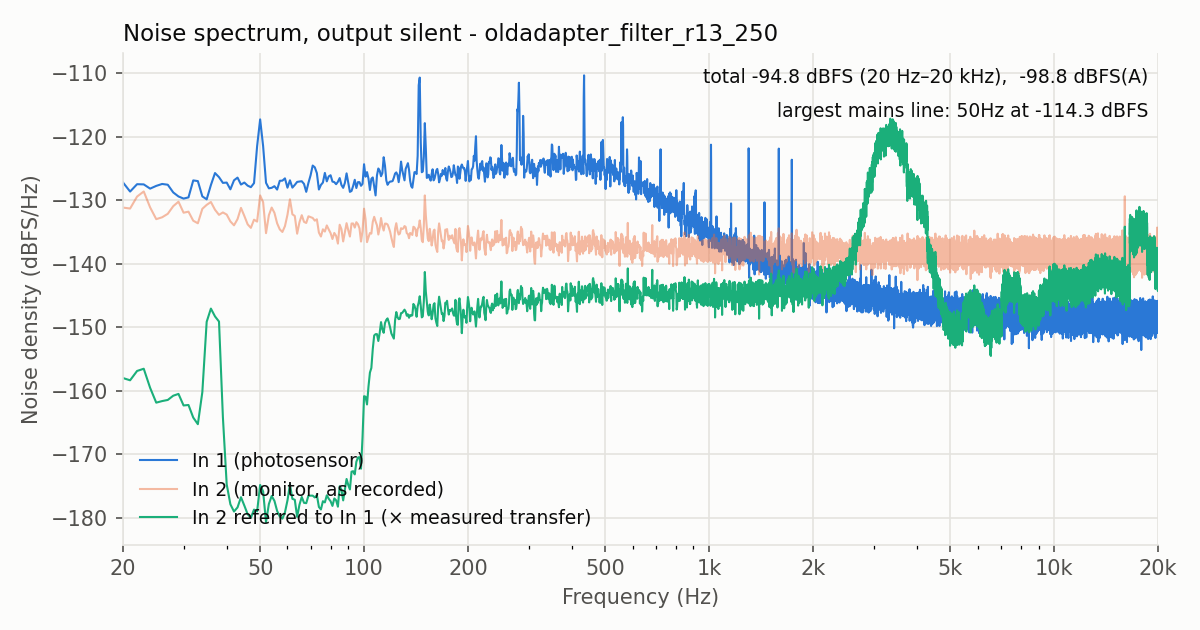 Noise spectrum, output silent - oldadapter_filter_r13_250
total -94.8 dBFS (20 Hz–20 kHz),  -98.8 dBFS(A)
largest mains line: 50Hz at -114.3 dBFS
Noise density (dBFS/Hz)
−110
−120
−130
−140
−150
−160
−170
−180
In 1 (photosensor)
In 2 (monitor, as recorded)
In 2 referred to In 1 (× measured transfer)
20 50 100 200 500 1k 2k 5k 10k 20k
Frequency (Hz)